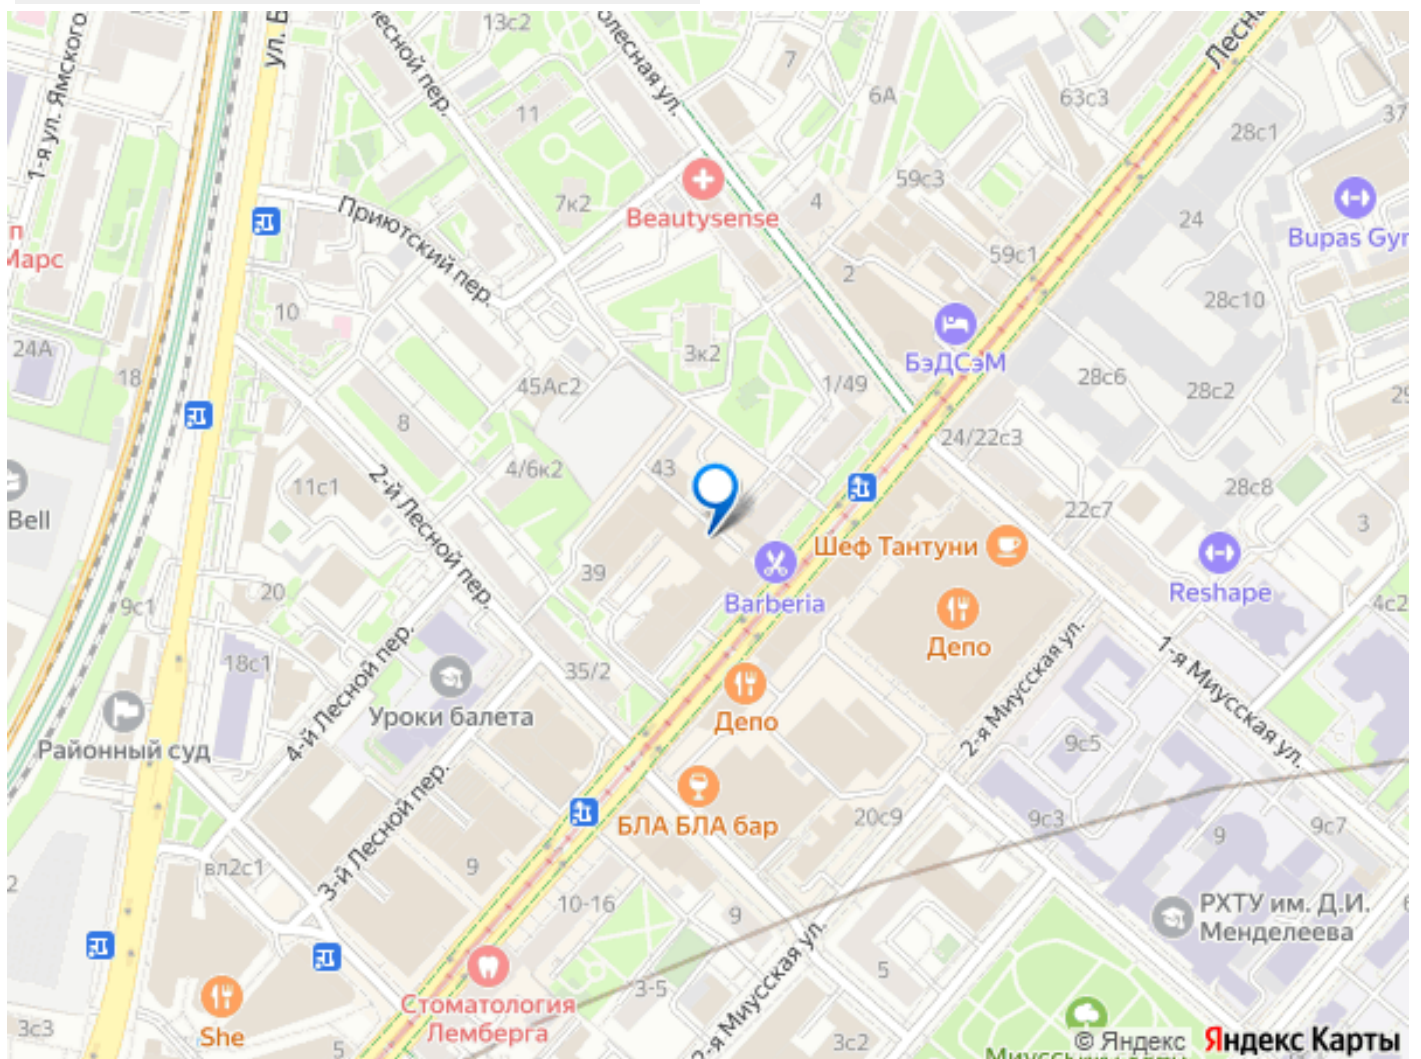 13с2
Лесной пер.
олесная ул.
7
Лесна
ул. Б
1-я ул. Ямского
6А
63с3
37
11
28с1
59с3
7к2
Beautysense
4
24
Bupas Gyr
Приютский пер.
п
Марс
2
59с1
10
28с10
24А
18
3к2
БэДСэМ
45Ас2
1/49
28с6
28с2
29
8
24/22с3
4/6к2
43
11с1
2-й Лесной пер.
28с8
22с7
3
Bell
Шеф Тантуни
39
Barberia
Reshape
20
9с1
4с2
Депо
18с1
35/2
4-й Лесной пер.
1-я Миусская ул.
2-я Миусская ул.
Уроки балета
Депо
Районный суд
9с5
БЛА БЛА бар
20с9
9с3
9
9с7
3-й Лесной пер.
вл2с1
9
2
10-16
9
РХТУ им. Д.И.
Менделеева
6
5
2-я Миусская ул.
3-5
Стоматология
Лемберга
She
3с3
5
3с2
© Яндекс Яндекс Карты